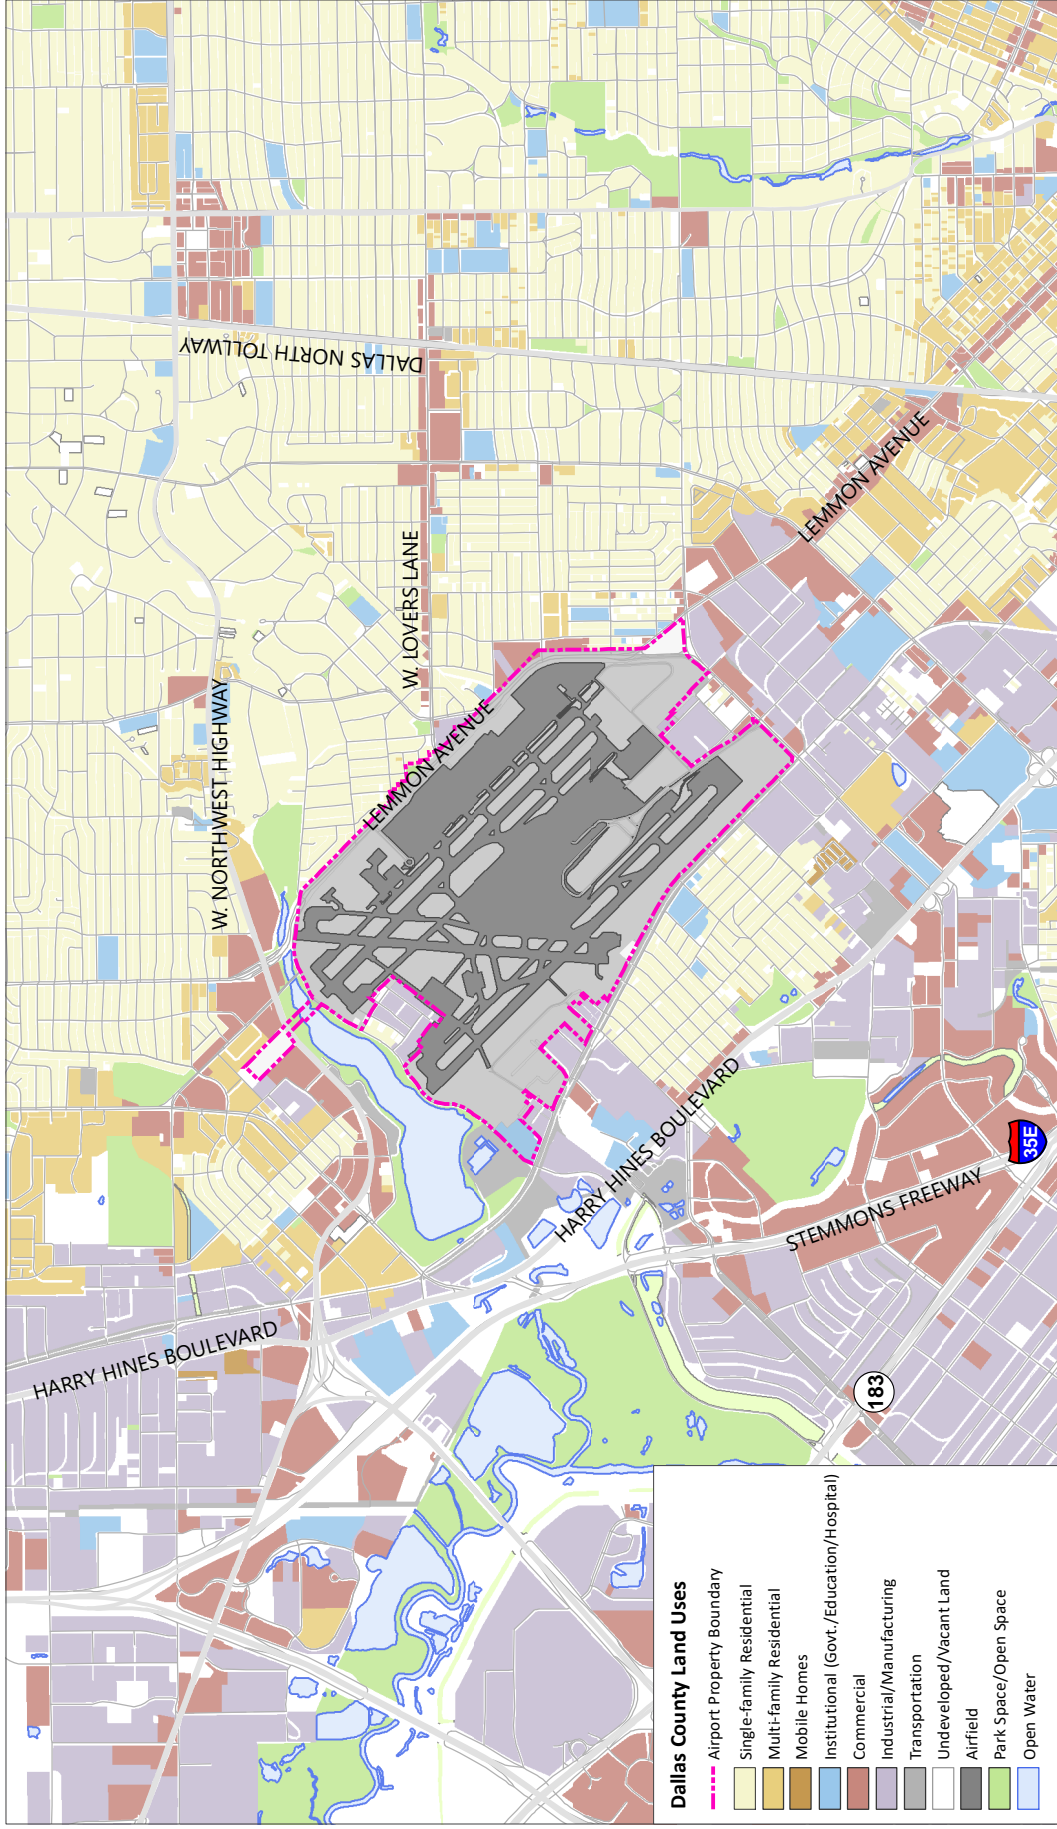 DALLAS NORTH TOLLWAY
W. LOVERS LANE
W. NORTHWEST HIGHWAY
LEMMON AVENUE
LEMMON AVENUE
HARRY HINES BOULEVARD
HARRY HINES BOULEVARD
STEMMONS FREEWAY
35E
183
Dallas County Land Uses
Airport Property Boundary
Single-family Residential
Multi-family Residential
Mobile Homes
Institutional (Govt./Education/Hospital)
Commercial
Industrial/Manufacturing
Transportation
Undeveloped/Vacant Land
Airfield
Park Space/Open Space
Open Water